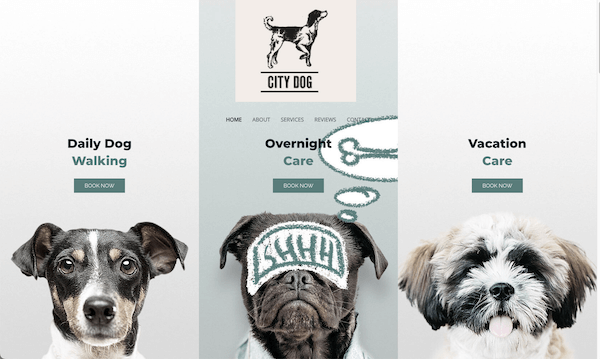 CITY DOG
HOME ABOUT SERVICES REVIEWS CONTACT
Daily Dog
Walking
BOOK NOW
Overnight
Care
BOOK NOW
Vacation
Care
BOOK NOW
SHHH